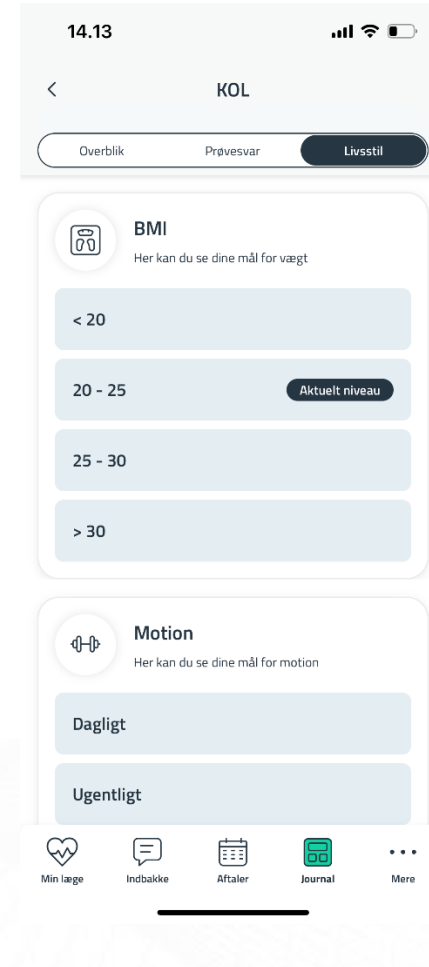 14.13
KOL
Overblik Prøvesvar Livsstil
BMI
Her kan du se dine mål for vægt
< 20
20 - 25 Aktuelt niveau
25 - 30
> 30
Motion
Her kan du se dine mål for motion
Dagligt
Ugentligt
Min læge Indbakke Aftaler Journal Mere